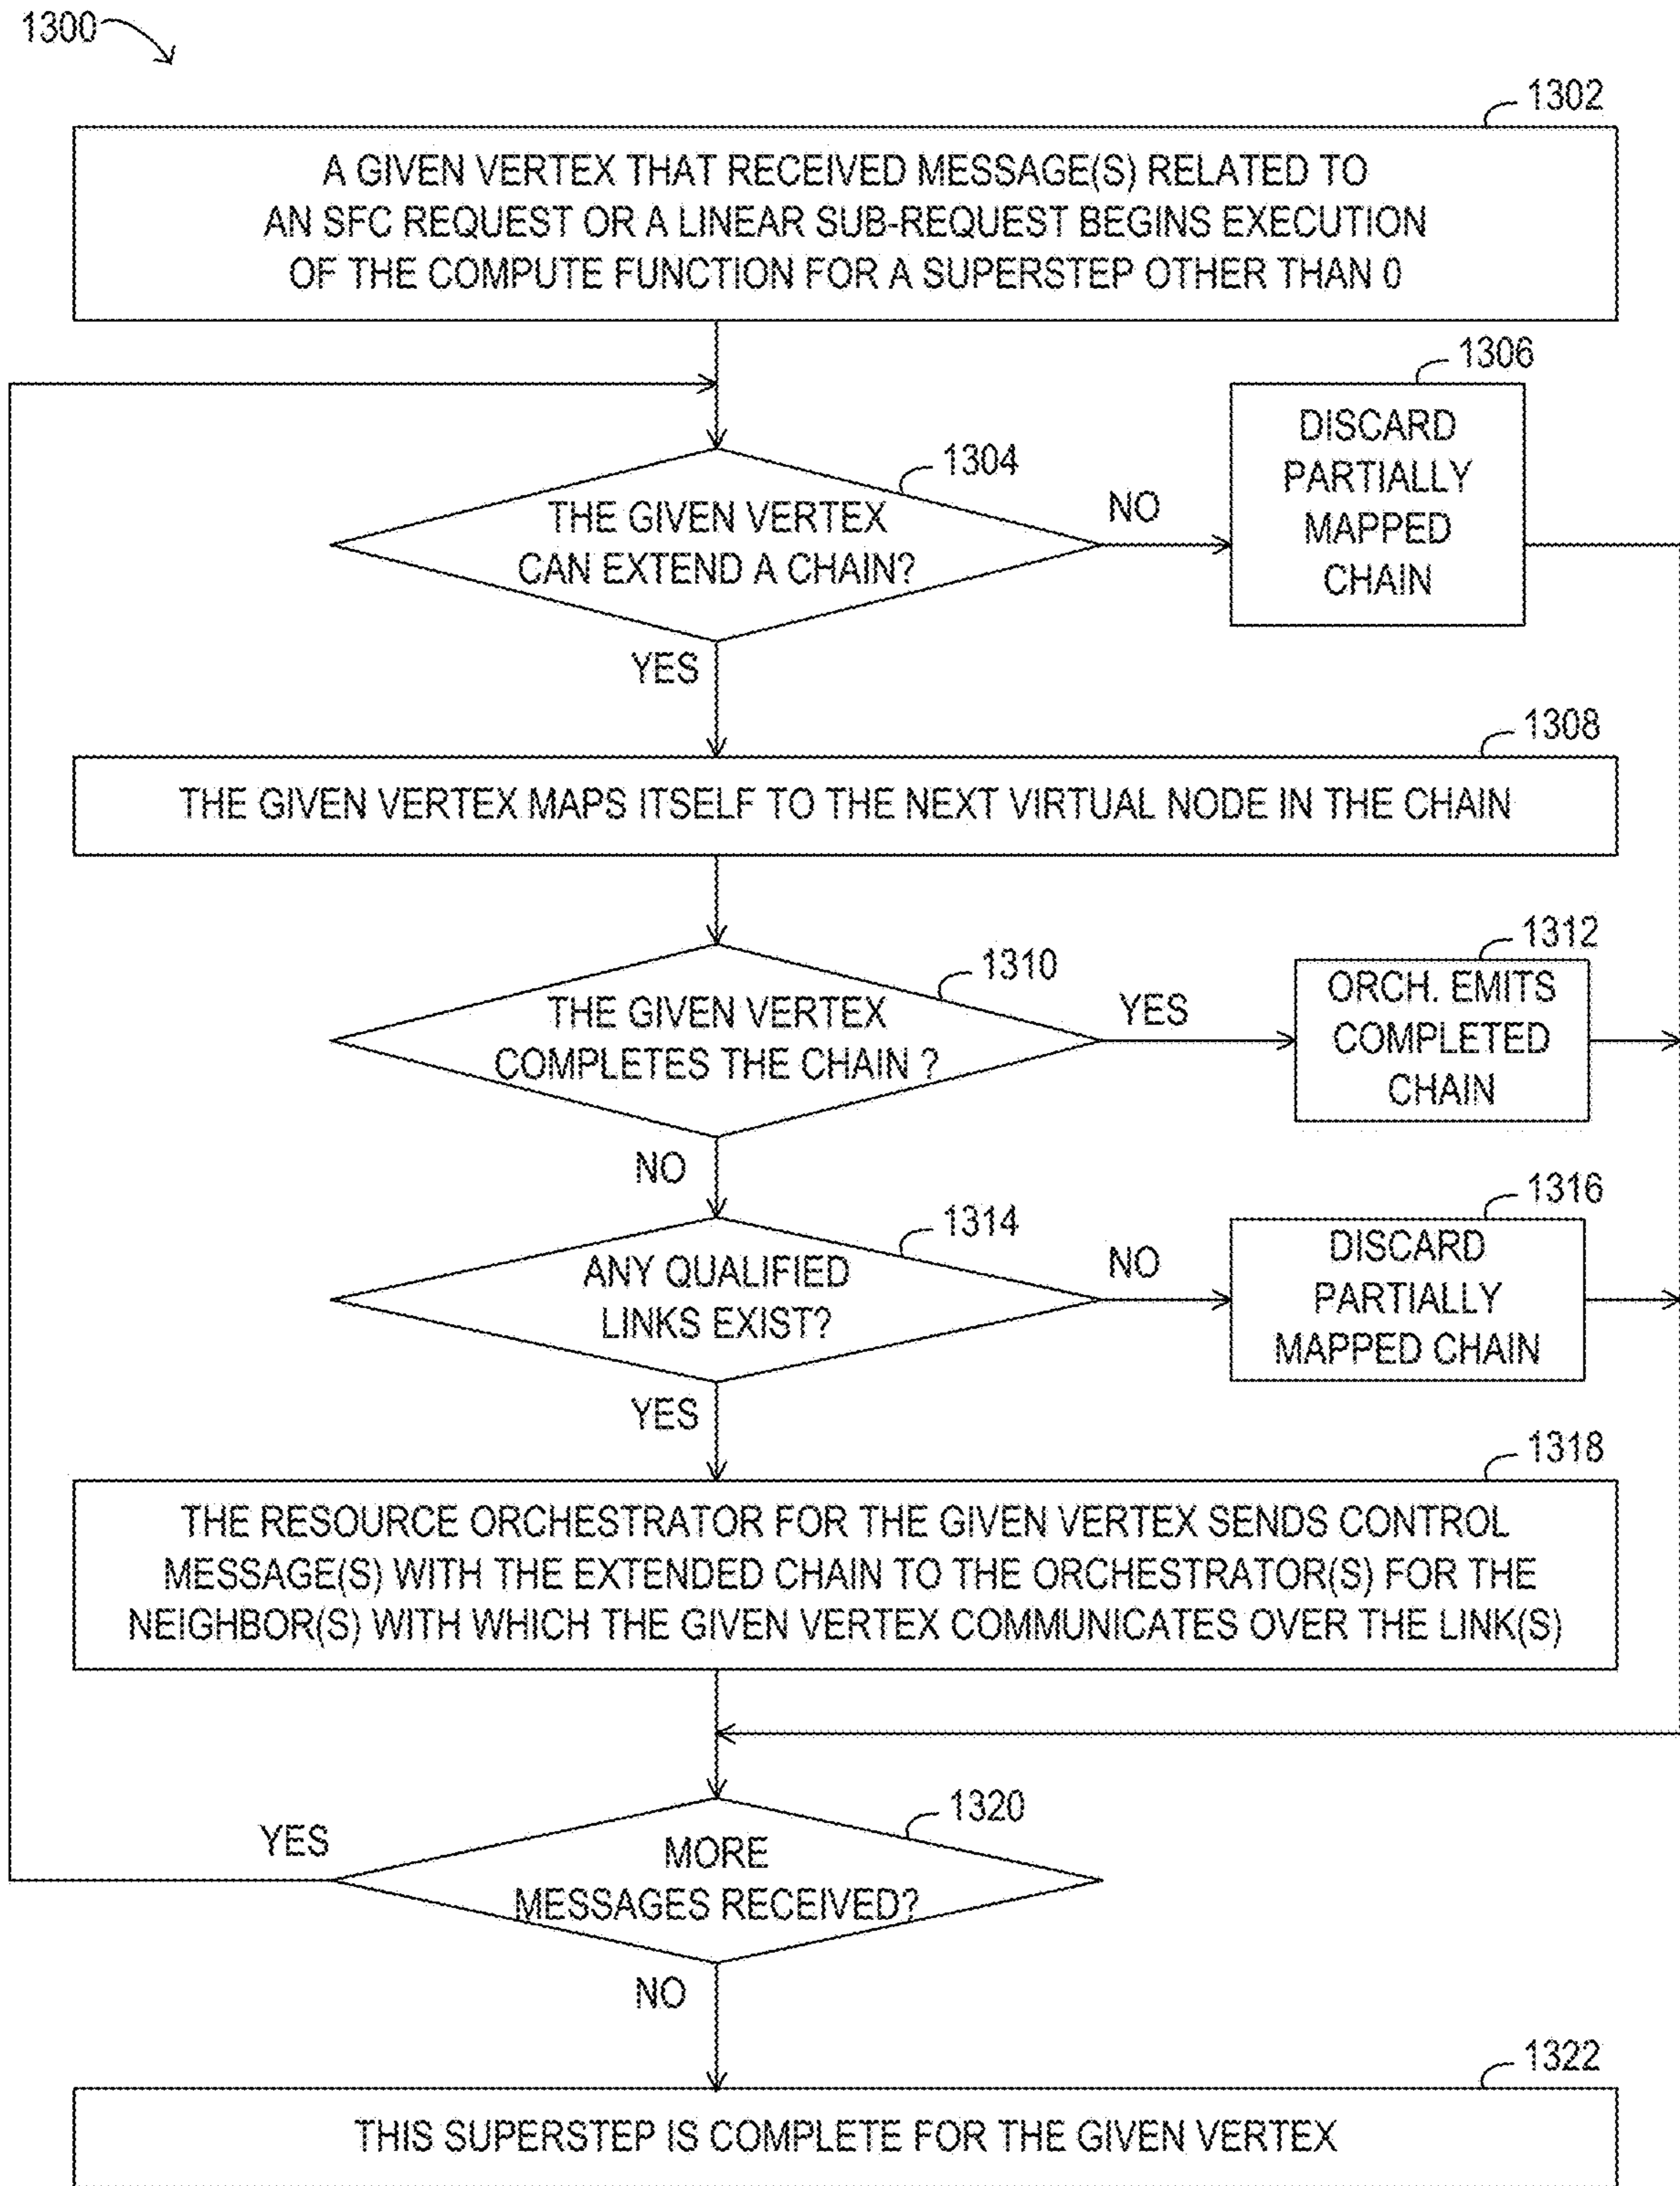 1300
1302
A GIVEN VERTEX THAT RECEIVED MESSAGE(S) RELATED TO
AN SFC REQUEST OR A LINEAR SUB-REQUEST BEGINS EXECUTION
OF THE COMPUTE FUNCTION FOR A SUPERSTEP OTHER THAN 0
1304
THE GIVEN VERTEX
CAN EXTEND A CHAIN?
NO
1306
DISCARD
PARTIALLY
MAPPED
CHAIN
YES
1308
THE GIVEN VERTEX MAPS ITSELF TO THE NEXT VIRTUAL NODE IN THE CHAIN
1310
THE GIVEN VERTEX
COMPLETES THE CHAIN ?
YES
1312
ORCH. EMITS
COMPLETED
CHAIN
NO
1314
ANY QUALIFIED
LINKS EXIST?
NO
1316
DISCARD
PARTIALLY
MAPPED CHAIN
YES
1318
THE RESOURCE ORCHESTRATOR FOR THE GIVEN VERTEX SENDS CONTROL
MESSAGE(S) WITH THE EXTENDED CHAIN TO THE ORCHESTRATOR(S) FOR THE
NEIGHBOR(S) WITH WHICH THE GIVEN VERTEX COMMUNICATES OVER THE LINK(S)
1320
YES
MORE
MESSAGES RECEIVED?
NO
1322
THIS SUPERSTEP IS COMPLETE FOR THE GIVEN VERTEX